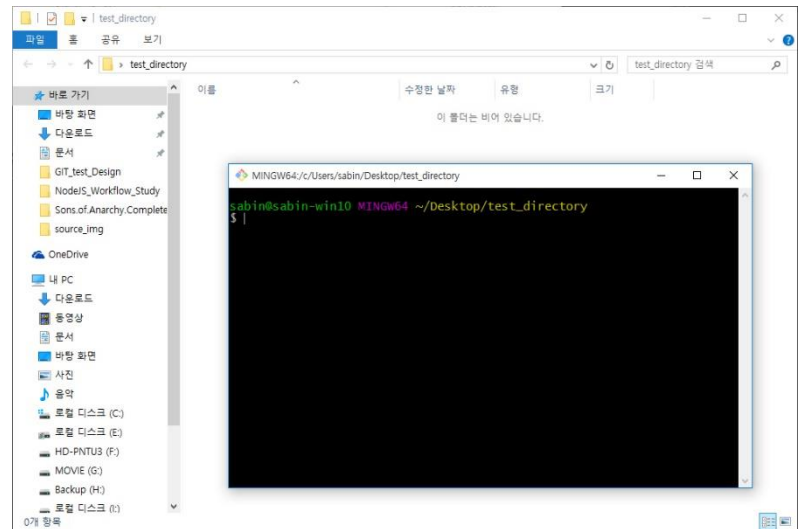 test_directory
파일 홈 공유 보기
test_directory
test_directory 검색
바로 가기
바탕 화면
다운로드
문서
GIT_test_Design
NodeJS_Workflow_Study
Sons.of.Anarchy.Complete
source_img
OneDrive
내 PC
다운로드
동영상
문서
바탕 화면
사진
음악
로컬 디스크 (C:)
로컬 디스크 (E:)
HD-PNTU3 (F:)
MOVIE (G:)
Backup (H:)
로컬 디스크 (I:)
0개 항목
이름 수정한 날짜 유형 크기
이 폴더는 비어 있습니다.
MINGW64:/c/Users/sabin/Desktop/test_directory
sabin@sabin-win10 MINGW64 ~/Desktop/test_directory
$